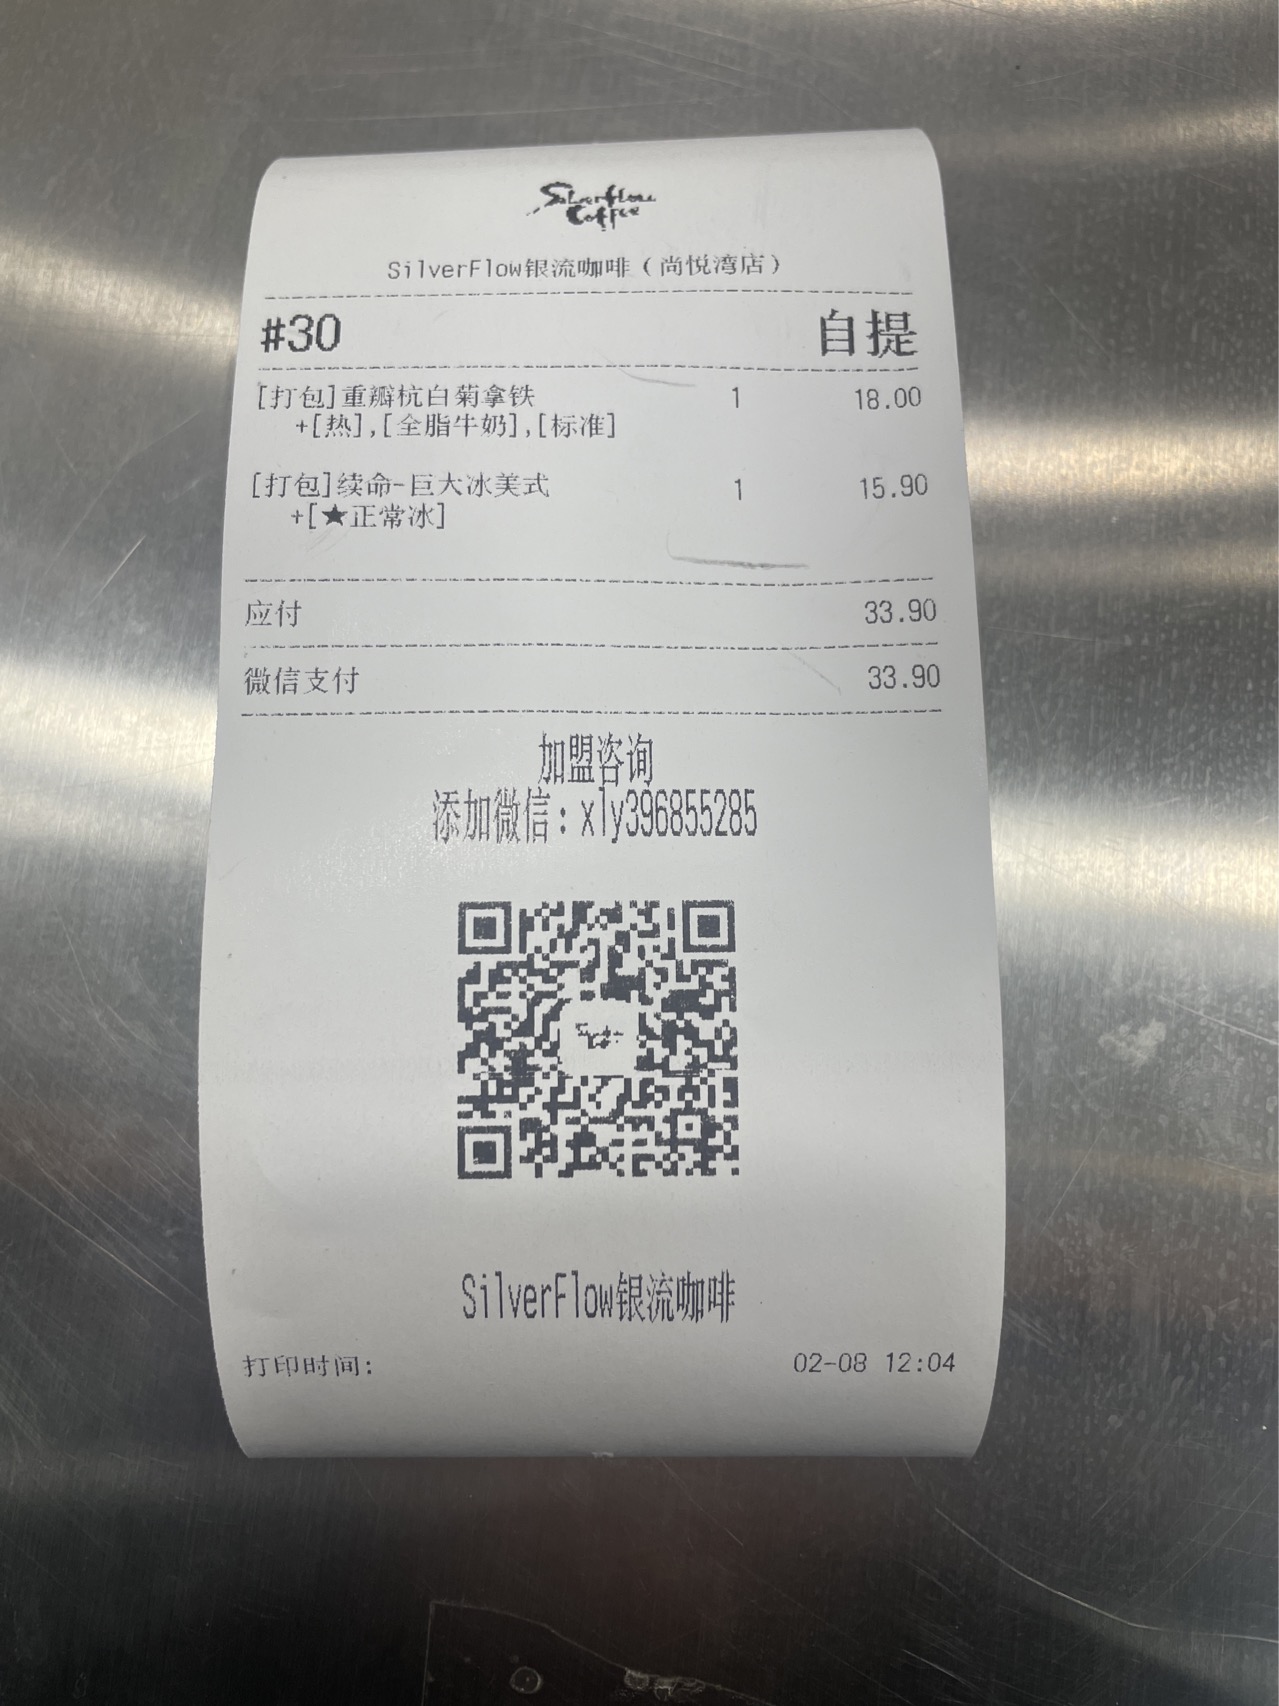 Silverflow
Coffee
SilverFlow银流咖啡（尚悦湾店）
#30 自提
[打包]重瓣杭白菊拿铁 1 18.00
+[热],[全脂牛奶],[标准]
[打包]续命-巨大冰美式 1 15.90
+[★正常冰]
应付 33.90
微信支付 33.90
加盟咨询
添加微信：xly396855285
SilverFlow银流咖啡
打印时间: 02-08 12:04